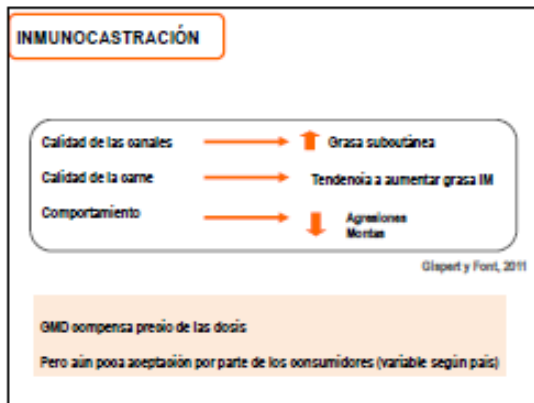 INMUNOCASTRACIÓN
Calidad de las canales Grasa subcutánea
Calidad de la carne Tendencia a aumentar grasa IM
Comportamiento Agresiones
Montas
Gispert y Font, 2011
GMD compensa precio de las dosis
Pero aún poca aceptación por parte de los consumidores (variable según país)